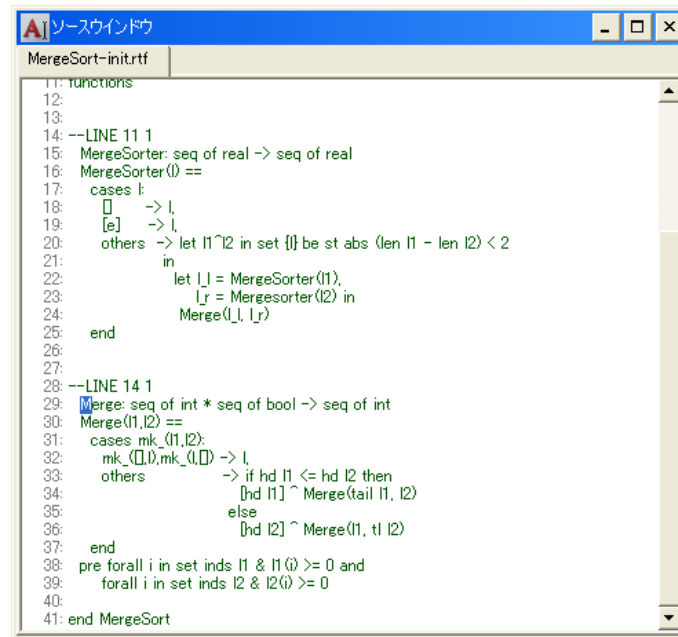 ソースウインドウ
MergeSort-init.rtf
11: functions
12:
13:
14: --LINE 11 1
15: MergeSorter: seq of real -> seq of real
16: MergeSorter(l) ==
17: cases l:
18: [] -> l,
19: [e] -> l,
20: others -> let l1^l2 in set {l} be st abs (len l1 - len l2) < 2
21: in
22: let l_l = MergeSorter(l1),
23: l_r = Mergesorter(l2) in
24: Merge(l_l, l_r)
25: end
26:
27:
28: --LINE 14 1
29: Merge: seq of int * seq of bool -> seq of int
30: Merge(l1,l2) ==
31: cases mk_(l1,l2):
32: mk_([],l),mk_(l,[]) -> l,
33: others -> if hd l1 <= hd l2 then
34: [hd l1] ^ Merge(tail l1, l2)
35: else
36: [hd l2] ^ Merge(l1, tl l2)
37: end
38: pre forall i in set inds l1 & l1(i) >= 0 and
39: forall i in set inds l2 & l2(i) >= 0
40:
41: end MergeSort